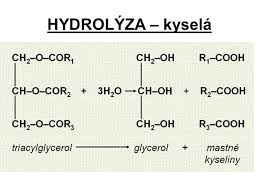 HYDROLÝZA – kyselá
CH₂–O–COR₁ CH₂–OH R₁–COOH
CH–O–COR₂ + 3H₂O → CH–OH + R₂–COOH
CH₂–O–COR₃ CH₂–OH R₃–COOH
triacylglycerol → glycerol + mastné
kyseliny